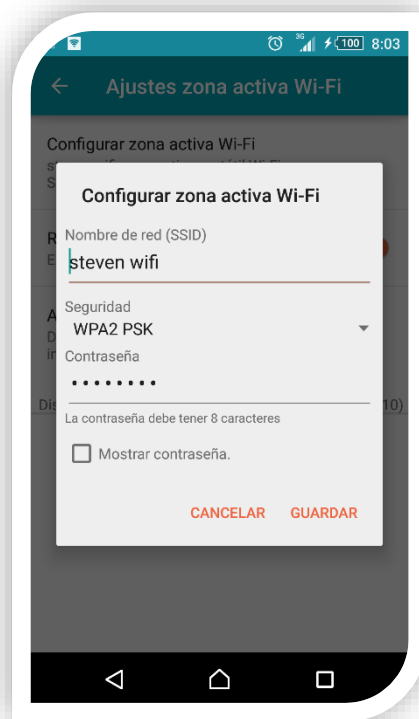 3G 100 8:03
Ajustes zona activa Wi-Fi
Configurar zona activa Wi-Fi
Configurar zona activa Wi-Fi
Nombre de red (SSID)
steven wifi
Seguridad
WPA2 PSK
Contraseña
••••••••
La contraseña debe tener 8 caracteres
Mostrar contraseña.
CANCELAR GUARDAR
10)